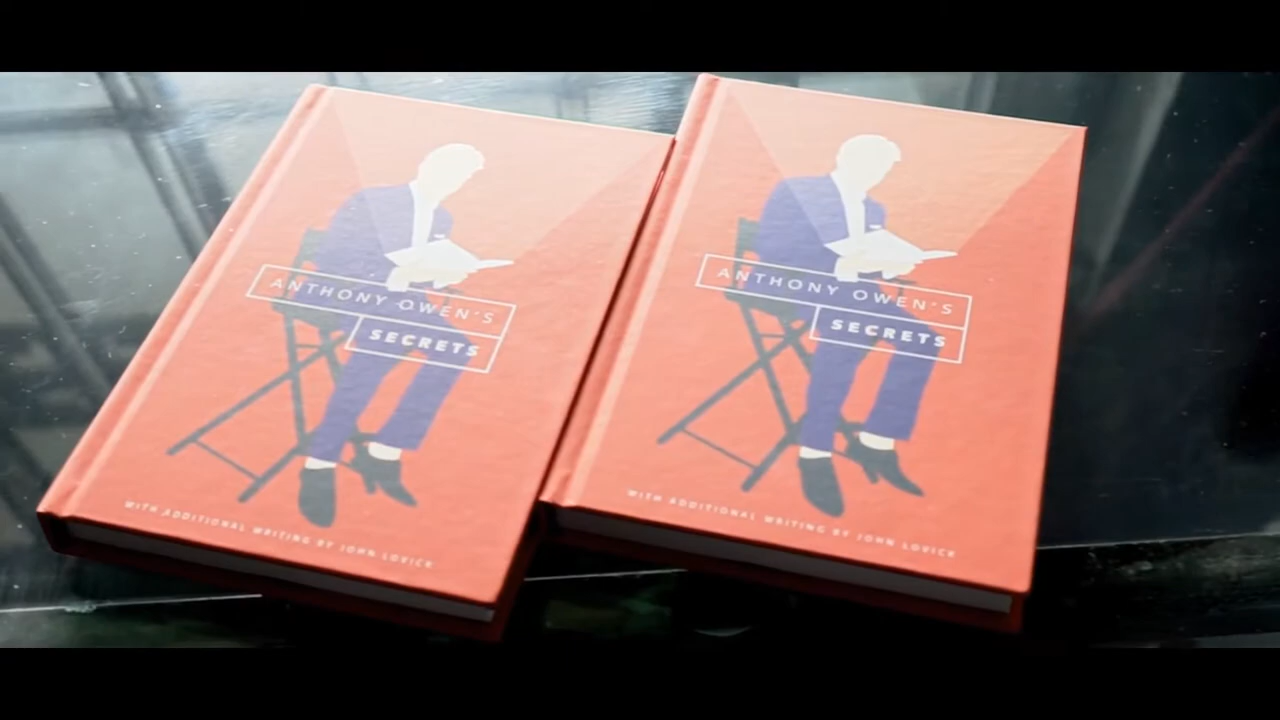 ANTHONY OWEN'S
SECRETS
WITH ADDITIONAL WRITING BY JOHN LOVICK
ANTHONY OWEN'S
SECRETS
WITH ADDITIONAL WRITING BY JOHN LOVICK